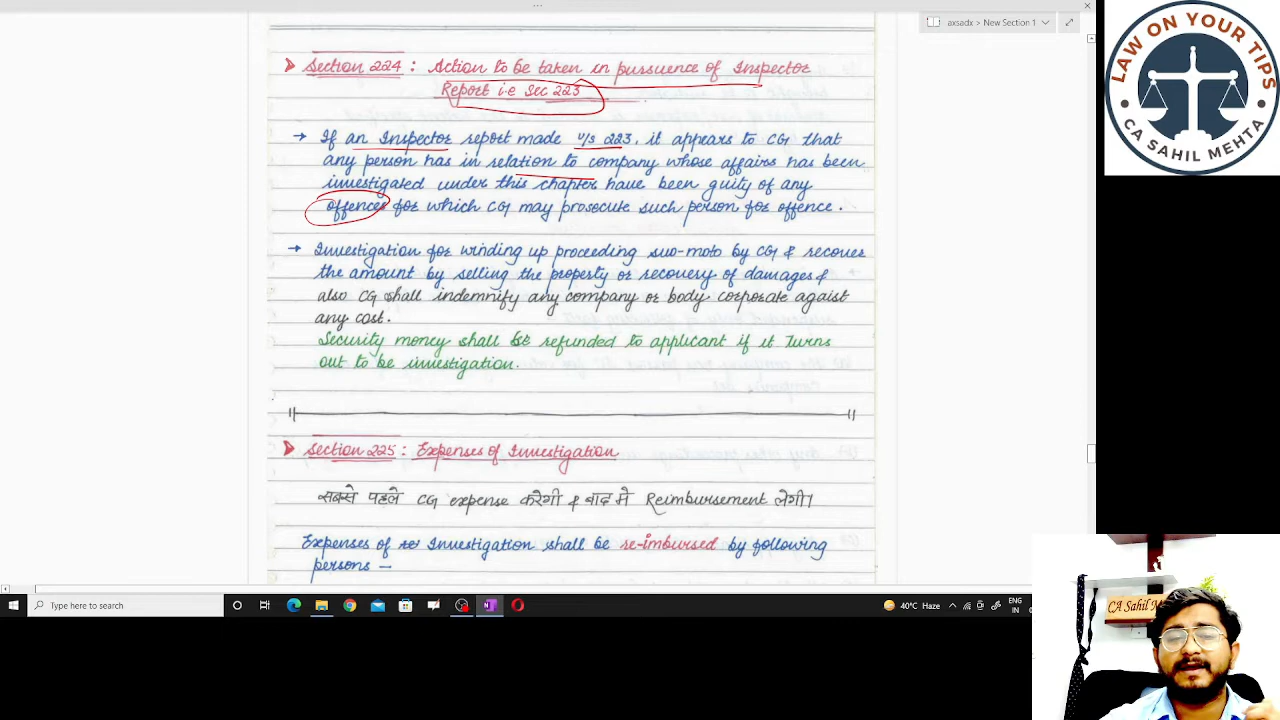 axsadx > New Section 1
LAW ON YOUR TIPS
CA SAHIL MEHTA
Section 224 : Action to be taken in pursuence of Inspector
Report i.e Sec 223
→ If an Inspector report made u/s 223, it appears to CG that
any person has in relation to company whose affairs has been
investigated under this chapter have been guity of any
offences for which CG may prosecute such person for offence.
→ Investigation for winding up proceeding suo-moto by CG & recover
the amount by selling the property or recovery of damages &
also CG shall indemnify any company or body corporate agaist
any cost.
Security money shall be refunded to applicant if it turns
out to be investigation.
Section 225 : Expenses of Investigation
सबसे पहले CG expense करेगी & बाद मे Reimbursement लेगी।
Expenses of Investigation shall be re-imbursed by following
persons —
Type here to search
40°C Haze
ENG
IN
CA Sahil M